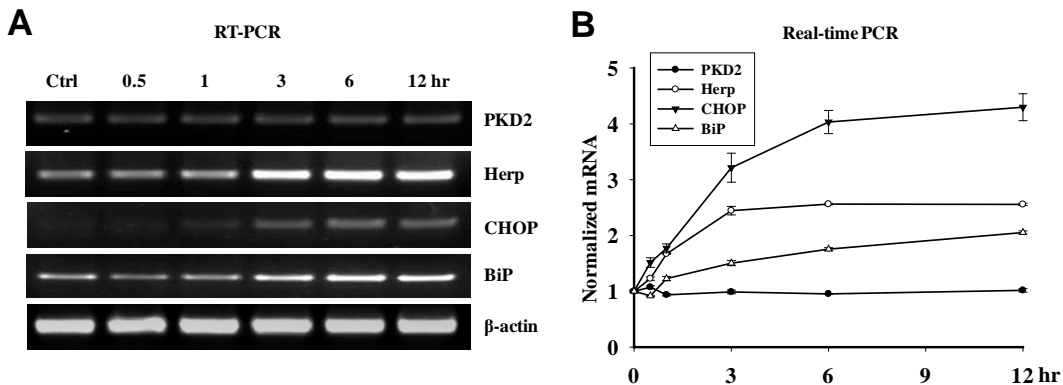 A
RT-PCR
Ctrl 0.5 1 3 6 12 hr
PKD2
Herp
CHOP
BiP
β-actin
B
Real-time PCR
PKD2
Herp
CHOP
BiP
Normalized mRNA
5
4
3
2
1
0
0 3 6 9 12 hr